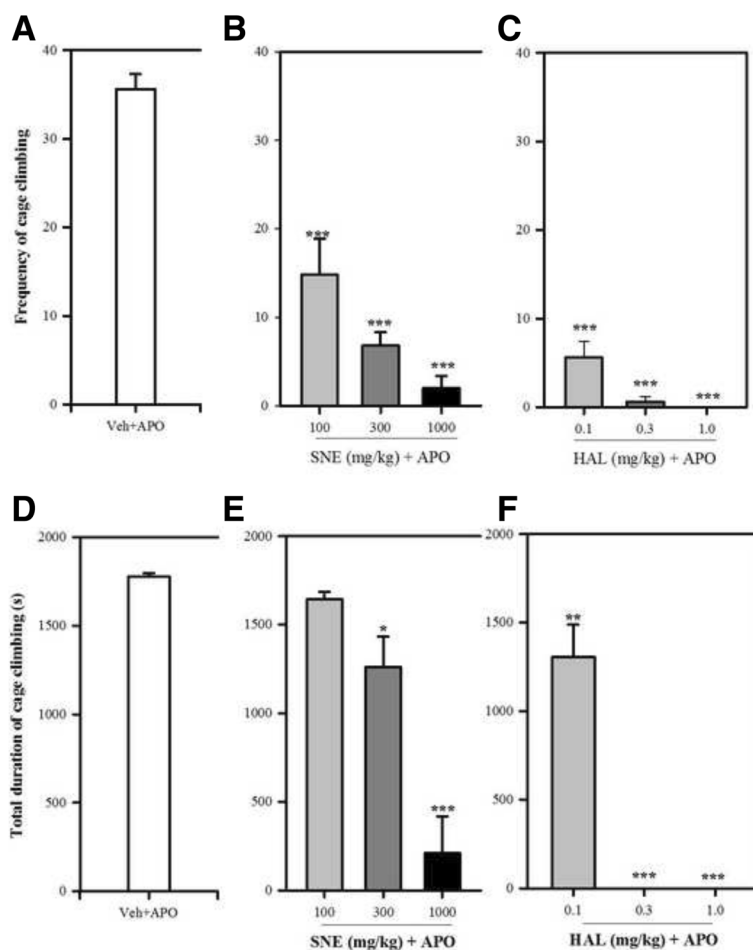 A
B
C
Frequency of cage climbing
40
30
20
10
0
Veh+APO
40
30
20
10
0
***
***
***
100 300 1000
SNE (mg/kg) + APO
40
30
20
10
0
***
***
***
0.1 0.3 1.0
HAL (mg/kg) + APO
D
E
F
Total duration of cage climbing (s)
2000
1500
1000
500
0
Veh+APO
2000
1500
1000
500
0
*
***
100 300 1000
SNE (mg/kg) + APO
2000
1500
1000
500
0
**
***
***
0.1 0.3 1.0
HAL (mg/kg) + APO